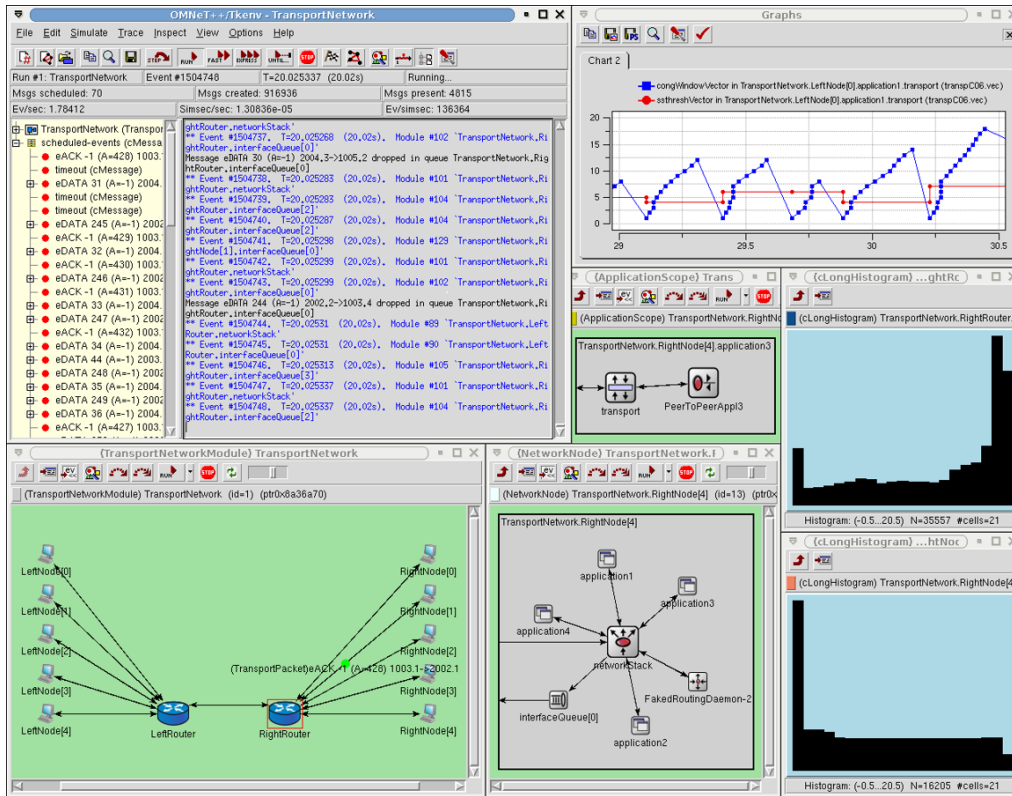 OMNeT++/Tkenv - TransportNetwork
File Edit Simulate Trace Inspect View Options Help
STEP RUN FAST EXPRESS UNTIL... STOP
Run #1: TransportNetwork Event #1504748 T=20.025337 (20.02s) Running...
Msgs scheduled: 70 Msgs created: 916936 Msgs present: 4815
Ev/sec: 1.78412 Simsec/sec: 1.30836e-05 Ev/simsec: 136364
TransportNetwork (Transpor
scheduled-events (cMessa
eACK -1 (A=428) 1003.1
timeout (cMessage)
eDATA 31 (A=-1) 2004.
timeout (cMessage)
timeout (cMessage)
eDATA 245 (A=-1) 2002
eACK -1 (A=429) 1003.
eDATA 32 (A=-1) 2004.
eACK -1 (A=430) 1003.
eDATA 246 (A=-1) 2002
eACK -1 (A=431) 1003.
eDATA 33 (A=-1) 2004.
eDATA 247 (A=-1) 2002
eACK -1 (A=432) 1003.
eDATA 34 (A=-1) 2004.
eDATA 44 (A=-1) 2003.
eDATA 248 (A=-1) 2002
eDATA 35 (A=-1) 2004.
eDATA 249 (A=-1) 2002
eDATA 36 (A=-1) 2004.
eACK -1 (A=427) 1003.
ghtRouter.networkStack'
** Event #1504737. T=20.025268 (20.02s). Module #102 `TransportNetwork.Ri
ghtRouter.interfaceQueue[0]'
Message eDATA 30 (A=-1) 2004.3->1005.2 dropped in queue TransportNetwork.Rig
htRouter.interfaceQueue[0]
** Event #1504738. T=20.025283 (20.02s). Module #101 `TransportNetwork.Ri
ghtRouter.networkStack'
** Event #1504739. T=20.025283 (20.02s). Module #104 `TransportNetwork.Ri
ghtRouter.interfaceQueue[2]'
** Event #1504740. T=20.025287 (20.02s). Module #104 `TransportNetwork.Ri
ghtRouter.interfaceQueue[2]'
** Event #1504741. T=20.025298 (20.02s). Module #129 `TransportNetwork.Ri
ghtNode[1].interfaceQueue[0]'
** Event #1504742. T=20.025299 (20.02s). Module #101 `TransportNetwork.Ri
ghtRouter.networkStack'
** Event #1504743. T=20.025299 (20.02s). Module #102 `TransportNetwork.Ri
ghtRouter.interfaceQueue[0]'
Message eDATA 244 (A=-1) 2002.2->1003.4 dropped in queue TransportNetwork.Ri
ghtRouter.interfaceQueue[0]
** Event #1504744. T=20.02531 (20.02s). Module #89 `TransportNetwork.Left
Router.networkStack'
** Event #1504745. T=20.02531 (20.02s). Module #90 `TransportNetwork.Left
Router.interfaceQueue[0]'
** Event #1504746. T=20.025313 (20.02s). Module #105 `TransportNetwork.Ri
ghtRouter.interfaceQueue[3]'
** Event #1504747. T=20.025337 (20.02s). Module #101 `TransportNetwork.Ri
ghtRouter.networkStack'
** Event #1504748. T=20.025337 (20.02s). Module #104 `TransportNetwork.Ri
ghtRouter.interfaceQueue[2]'
Graphs
Chart 2
congWindowVector in TransportNetwork.LeftNode[0].application1.transport (transpC06.vec)
ssthreshVector in TransportNetwork.LeftNode[0].application1.transport (transpC06.vec)
20
15
10
5
0
29 29.5 30 30.5
{ApplicationScope} Trans
RUN STOP
(ApplicationScope) TransportNetwork.RightNo
TransportNetwork.RightNode[4].application3
transport
PeerToPeerAppl3
{cLongHistogram} ...ghtRo
(cLongHistogram) TransportNetwork.RightRouter.
Histogram: (-0.5...20.5) N=35557 #cells=21
{TransportNetworkModule} TransportNetwork
RUN STOP
(TransportNetworkModule) TransportNetwork (id=1) (ptr0x8a36a70)
LeftNode[0]
LeftNode[1]
LeftNode[2]
LeftNode[3]
LeftNode[4]
LeftRouter
RightRouter
(TransportPacket)eACK -1 (A=428) 1003.1->2002.1
RightNode[0]
RightNode[1]
RightNode[2]
RightNode[3]
RightNode[4]
{NetworkNode} TransportNetwork.F
RUN STOP
(NetworkNode) TransportNetwork.RightNode[4] (id=13) (ptr0x
TransportNetwork.RightNode[4]
application1
application3
application4
networkStack
FakedRoutingDaemon-2
interfaceQueue[0]
application2
{cLongHistogram} ...htNod
(cLongHistogram) TransportNetwork.RightNode[4
Histogram: (-0.5...20.5) N=16205 #cells=21